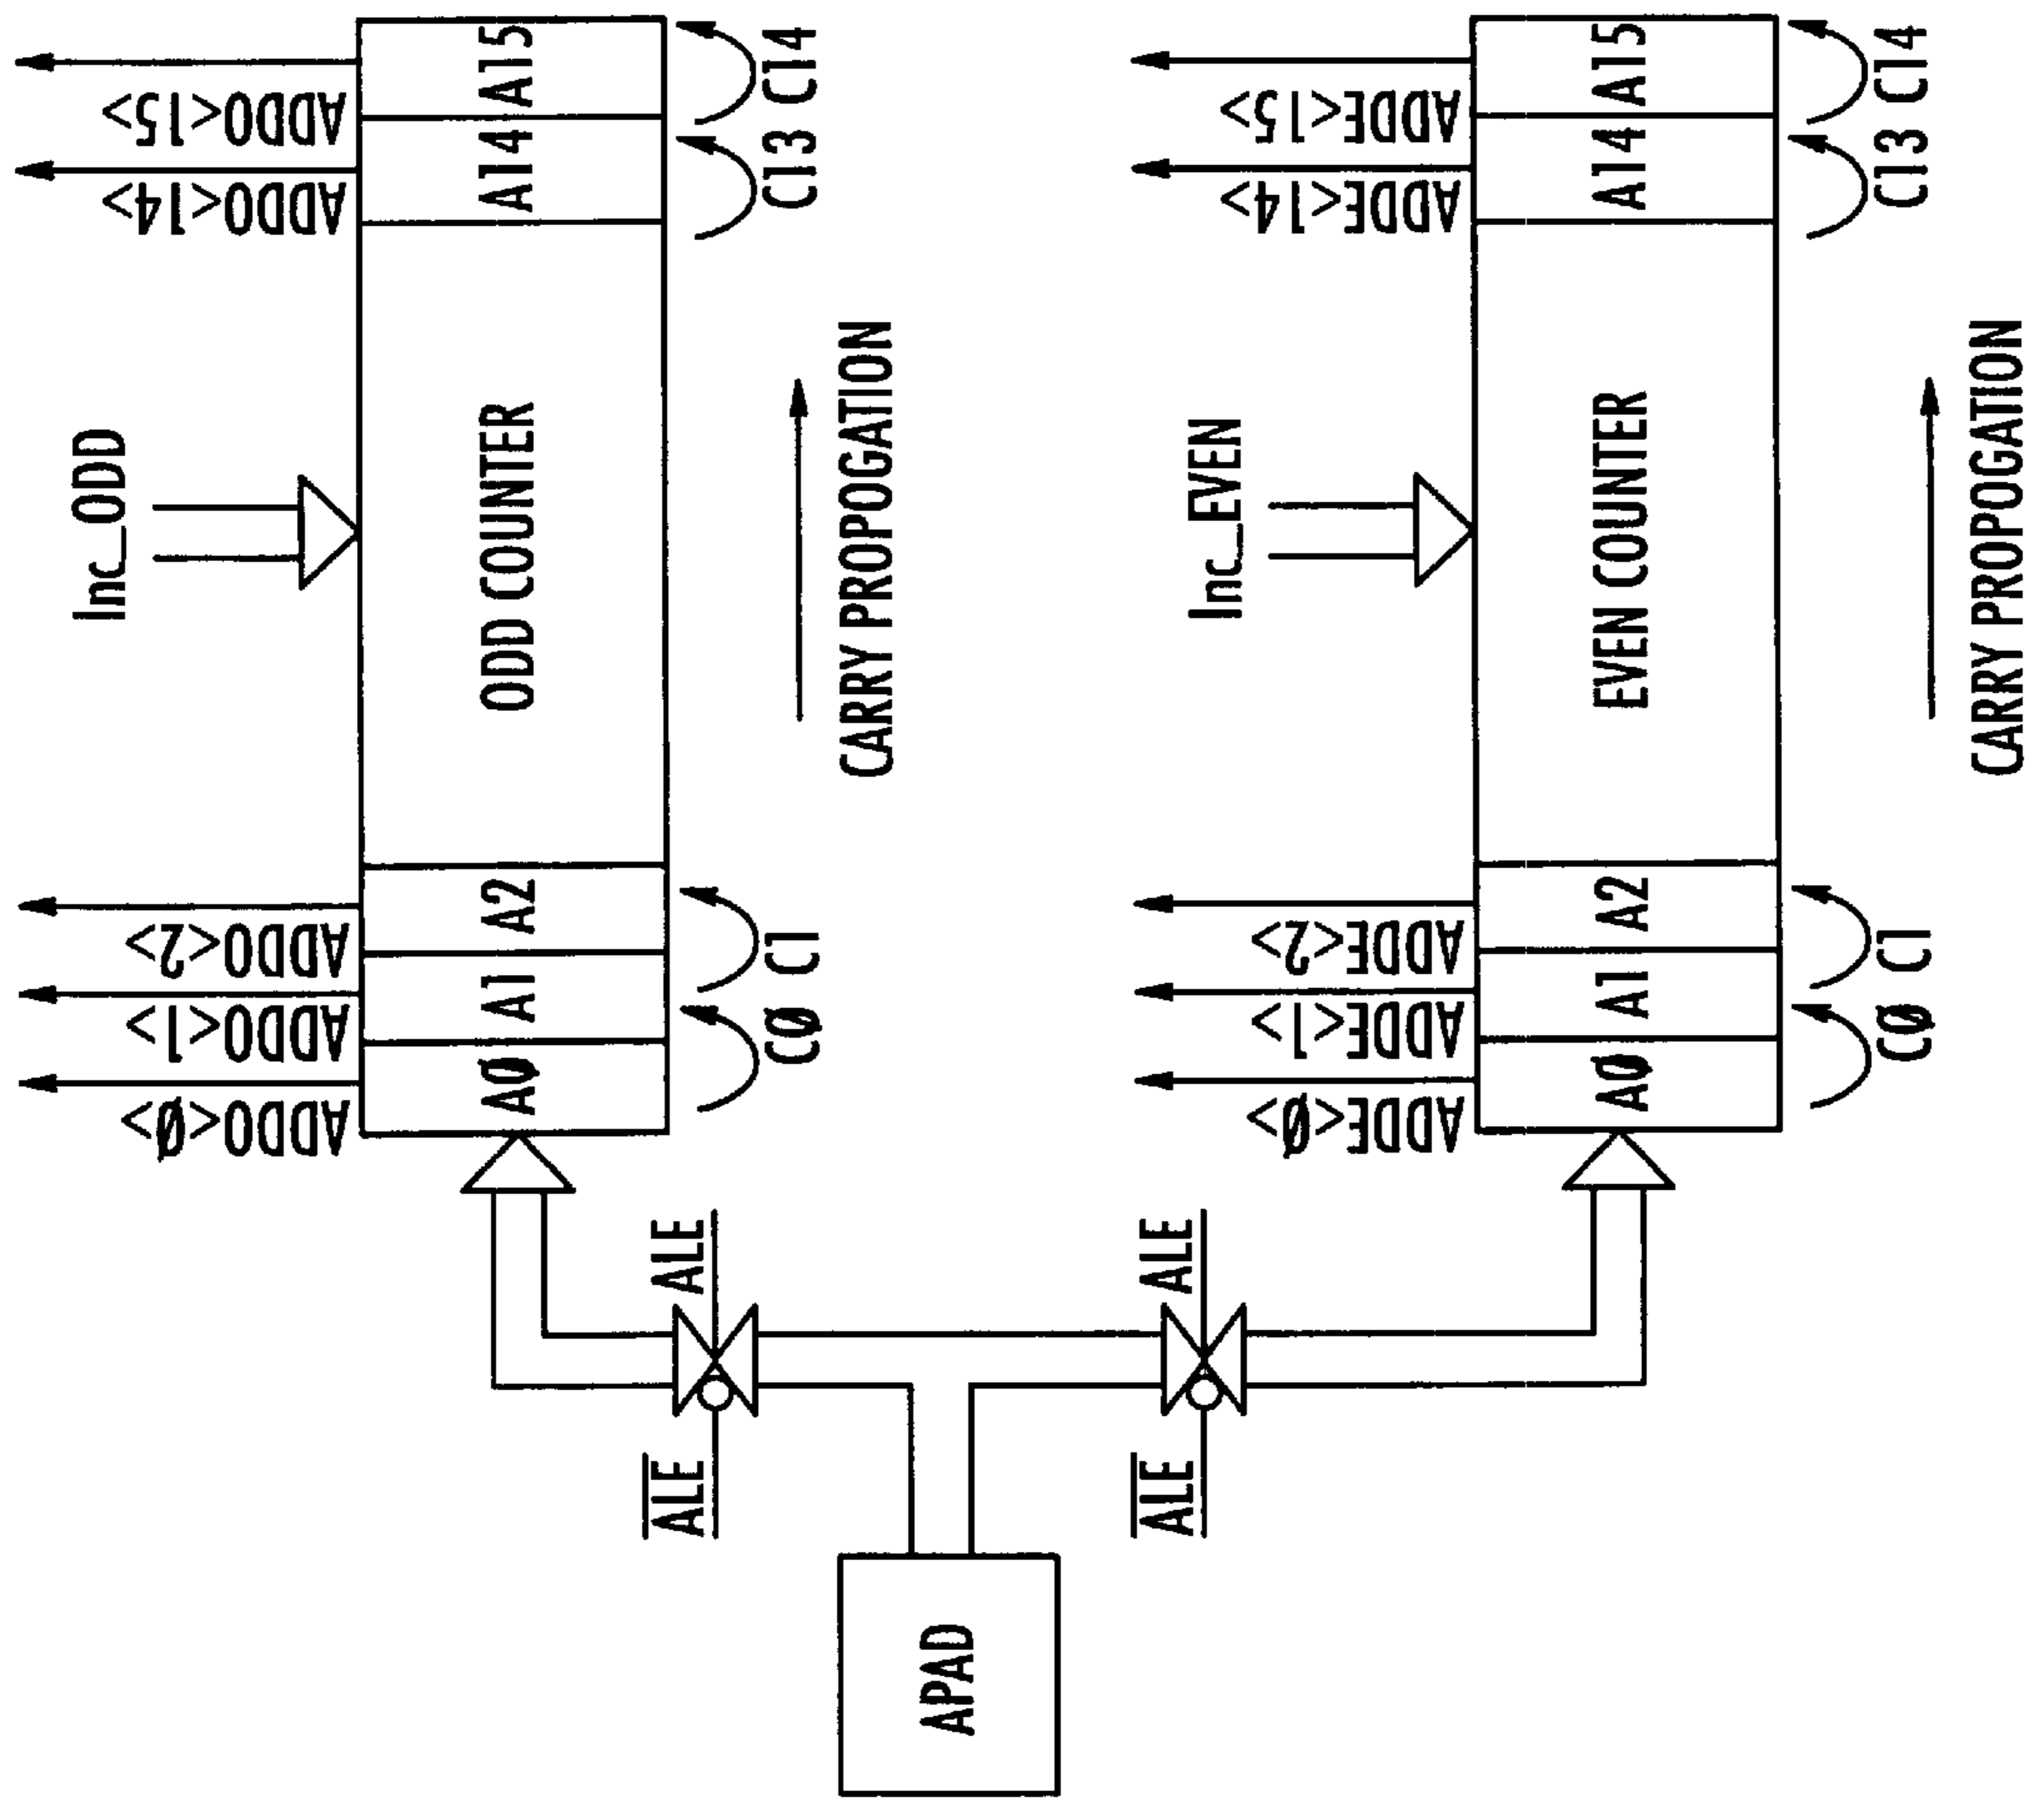 Inc_ODD
ADDO<Ø>
ADDO<1>
ADDO<2>
ADDO<14>
ADDO<15>
AØ
A1
A2
ODD COUNTER
A14
A15
CØ
C1
C13
C14
CARRY PROPOGATION
ALE
ALE
APAD
ALE
ALE
Inc_EVEN
ADDE<Ø>
ADDE<1>
ADDE<2>
ADDE<14>
ADDE<15>
AØ
A1
A2
EVEN COUNTER
A14
A15
CØ
C1
C13
C14
CARRY PROPOGATION